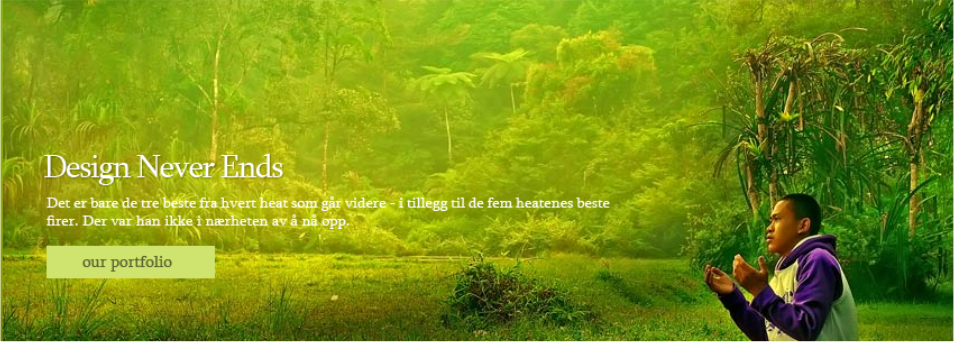 Design Never Ends
Det er bare de tre beste fra hvert heat som går videre - i tillegg til de fem heatenes beste
firer. Der var han ikke i nærheten av å nå opp.
our portfolio